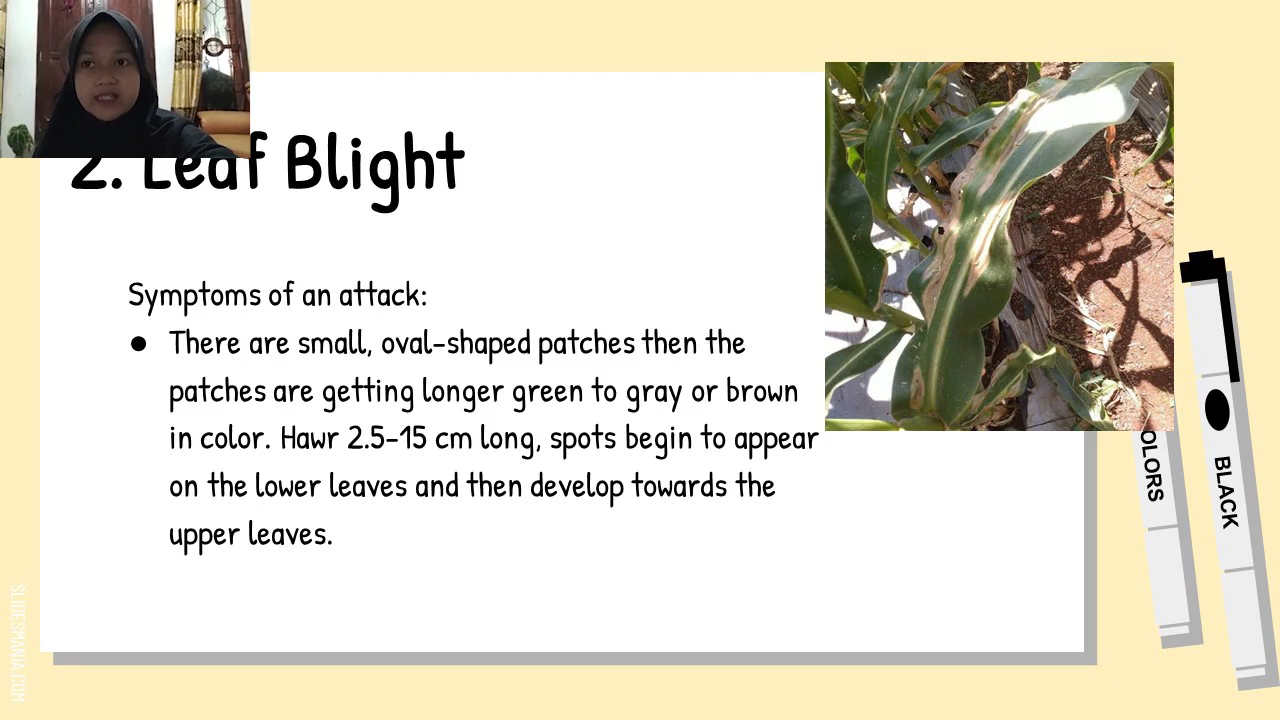 2. Leaf Blight
Symptoms of an attack:
● There are small, oval-shaped patches then the
patches are getting longer green to gray or brown
in color. Hawr 2.5-15 cm long, spots begin to appear
on the lower leaves and then develop towards the
upper leaves.
OLORS
BLACK
SLIDESMANIA.COM